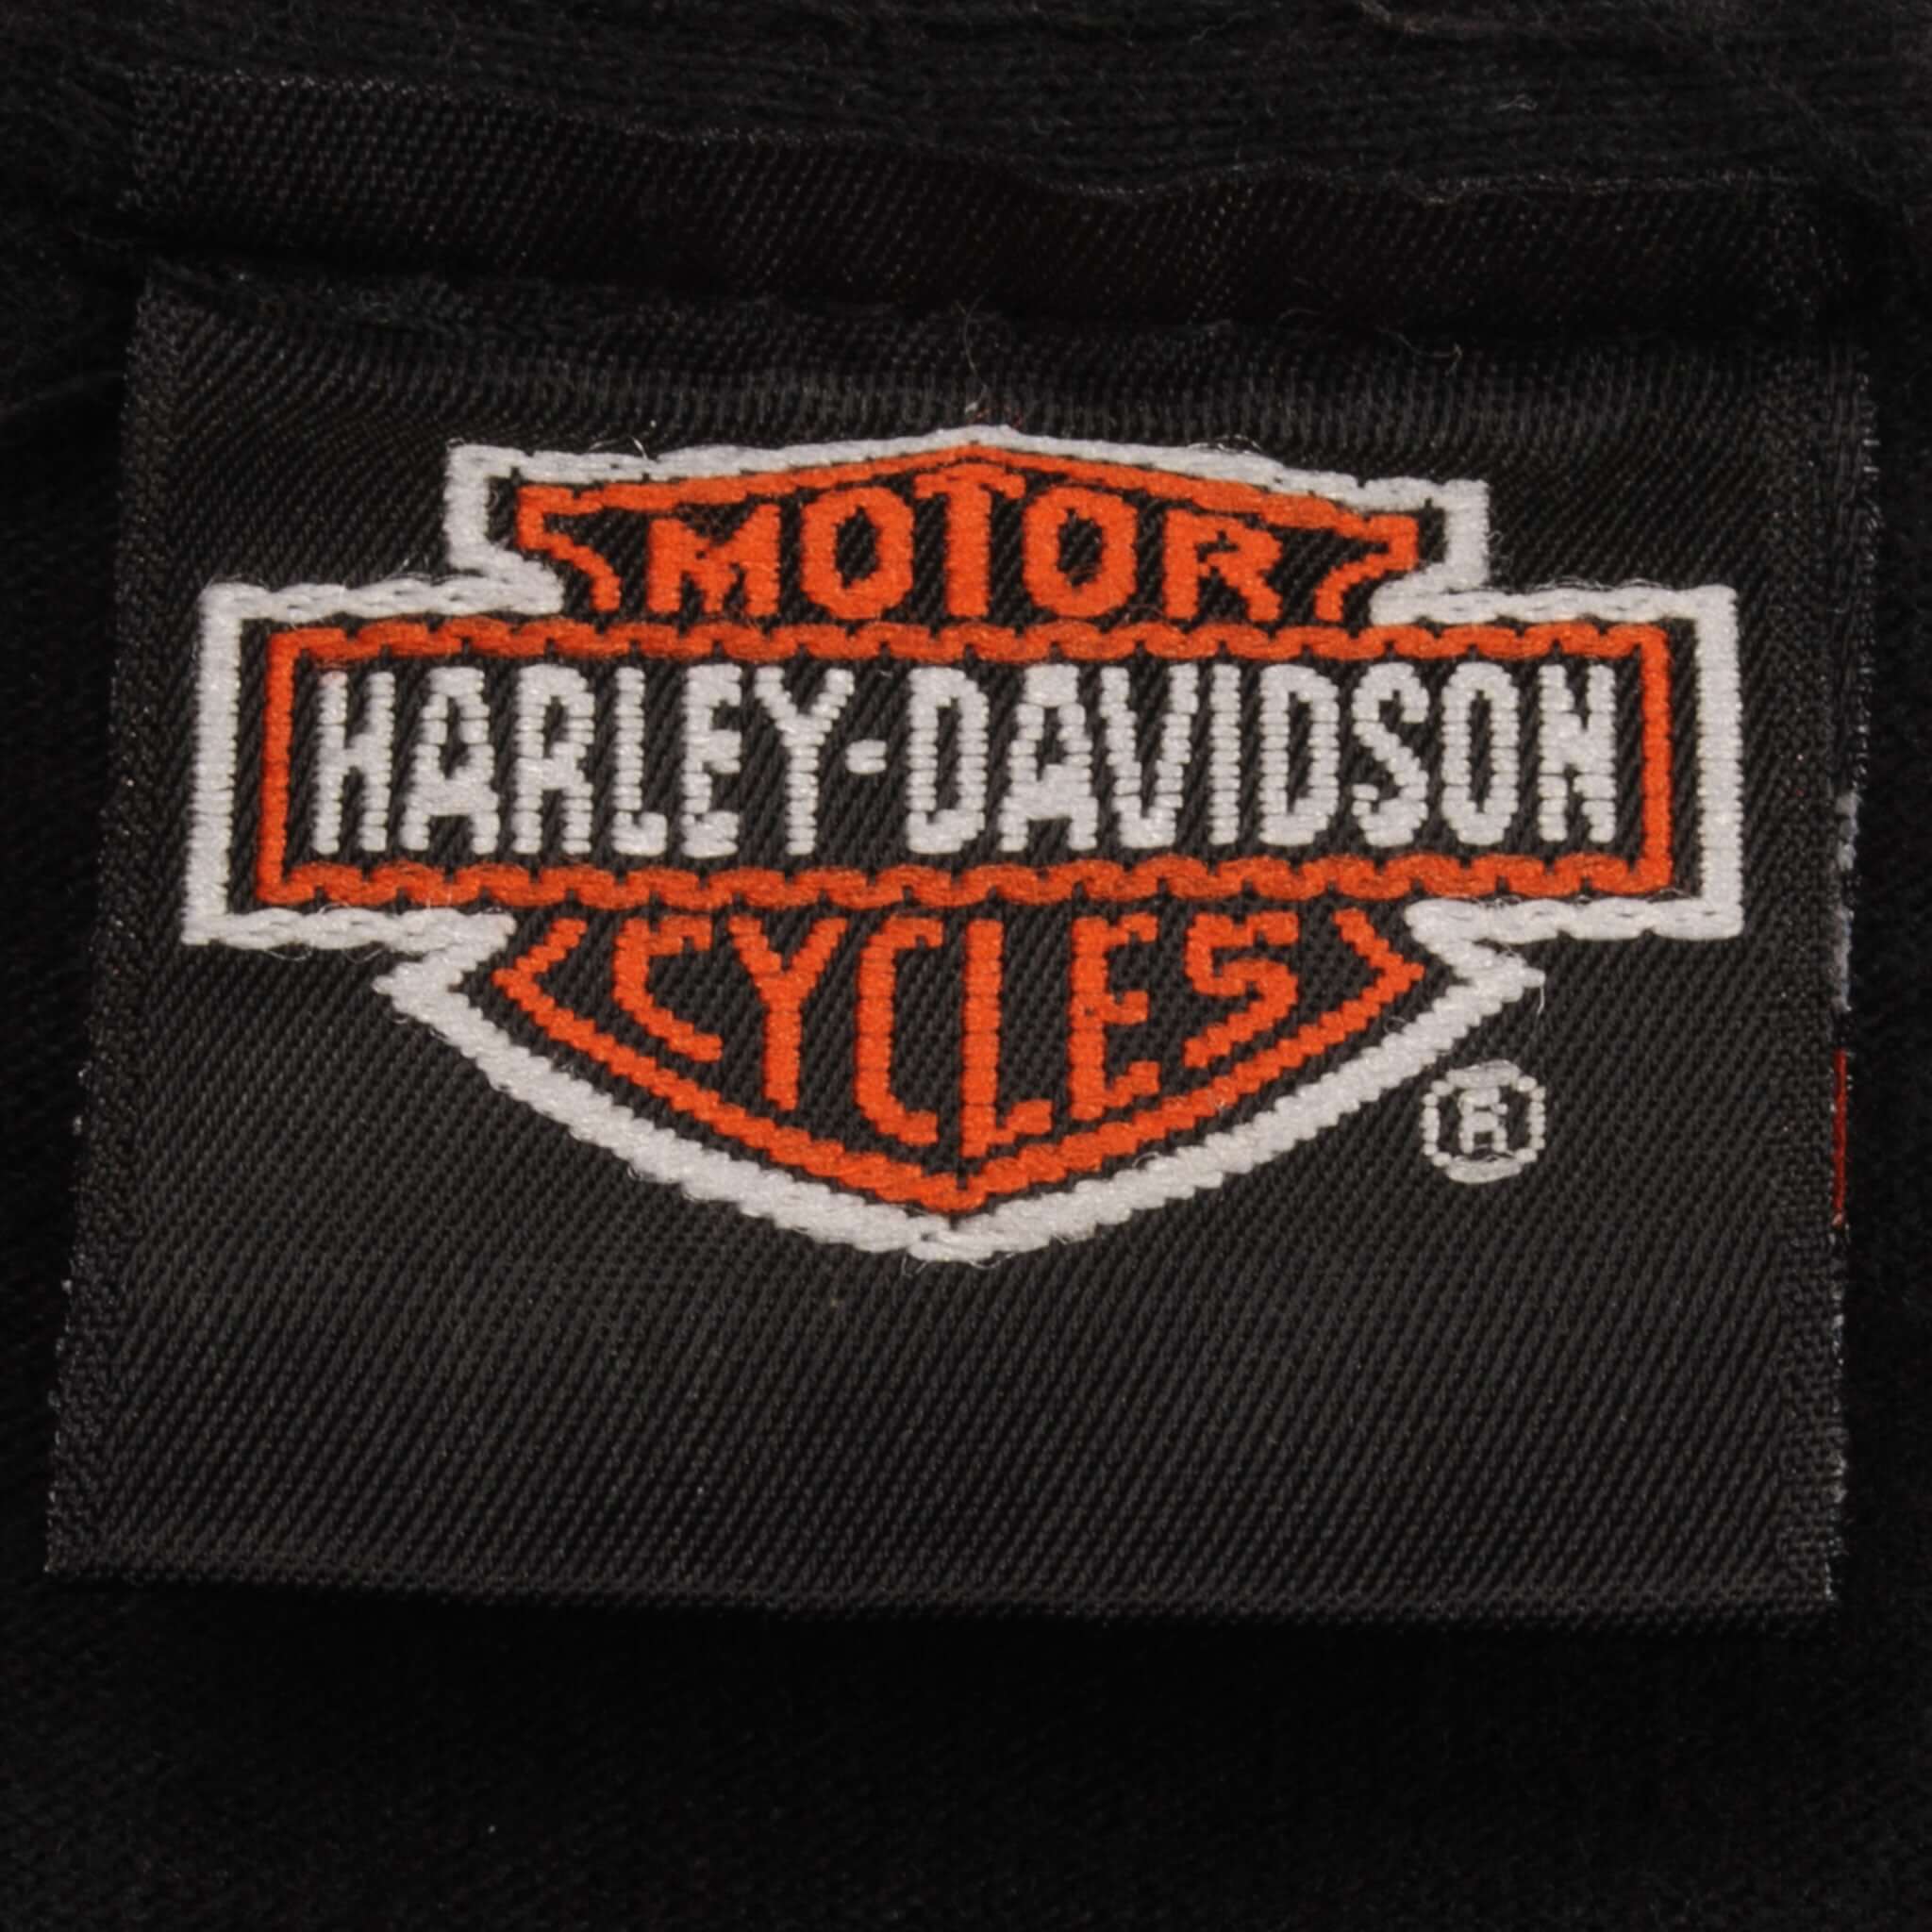 MOTOR
HARLEY-DAVIDSON
CYCLES
®